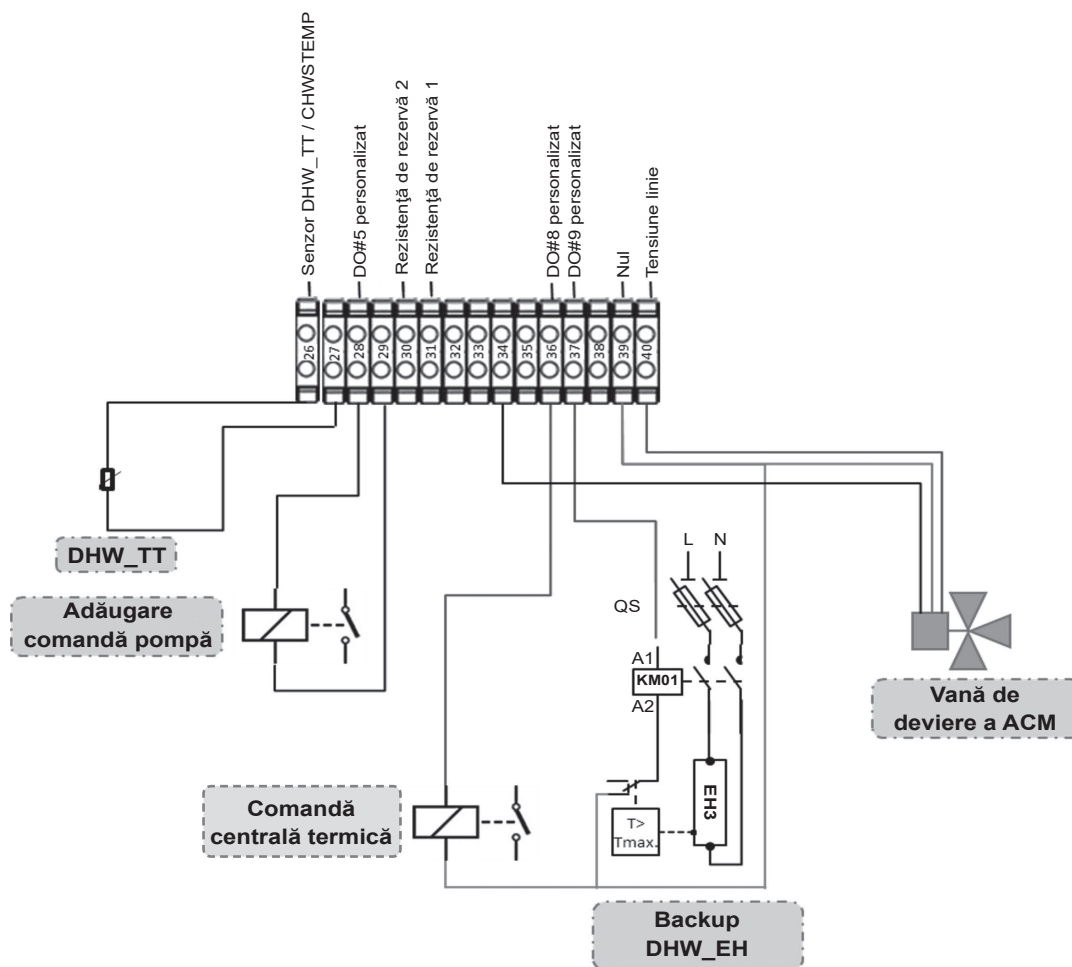 Senzor DHW_TT / CHWSTEMP
DO#5 personalizat
Rezistenţă de rezervă 2
Rezistenţă de rezervă 1
DO#8 personalizat
DO#9 personalizat
Nul
Tensiune linie
26
27
28
29
30
31
32
33
34
35
36
37
38
39
40
DHW_TT
Adăugare
comandă pompă
L
N
QS
A1
KM01
A2
EH3
T>
Tmax.
Vană de
deviere a ACM
Comandă
centrală termică
Backup
DHW_EH